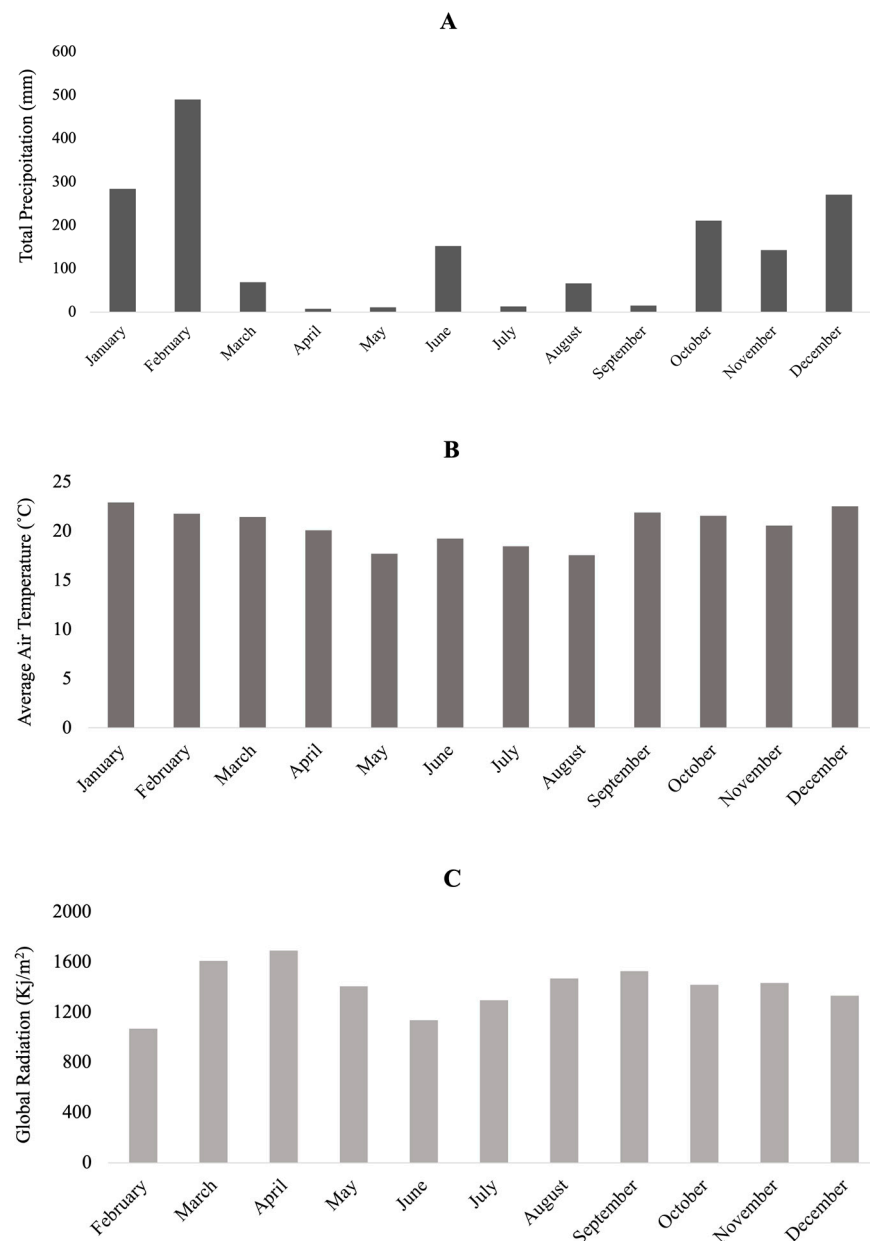 A
Total Precipoitation (mm)
600
500
400
300
200
100
0
January
February
March
April
May
June
July
August
September
October
November
December
B
Average Air Temperature (˚C)
25
20
15
10
5
0
January
February
March
April
May
June
July
August
September
October
November
December
C
Global Radiation (Kj/m²)
2000
1600
1200
800
400
0
February
March
April
May
June
July
August
September
October
November
December